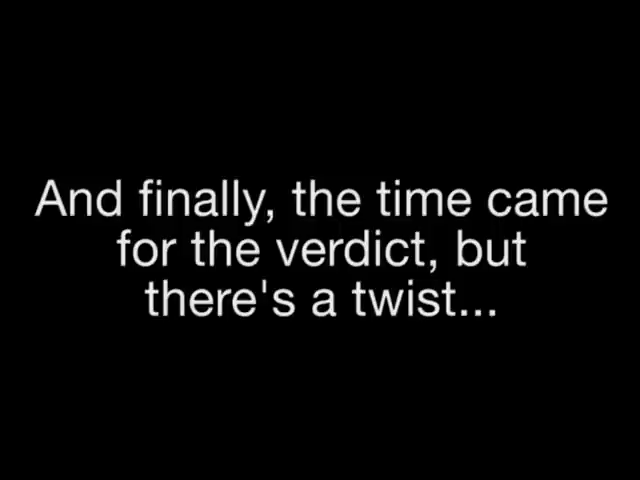 And finally, the time came
for the verdict, but
there's a twist...